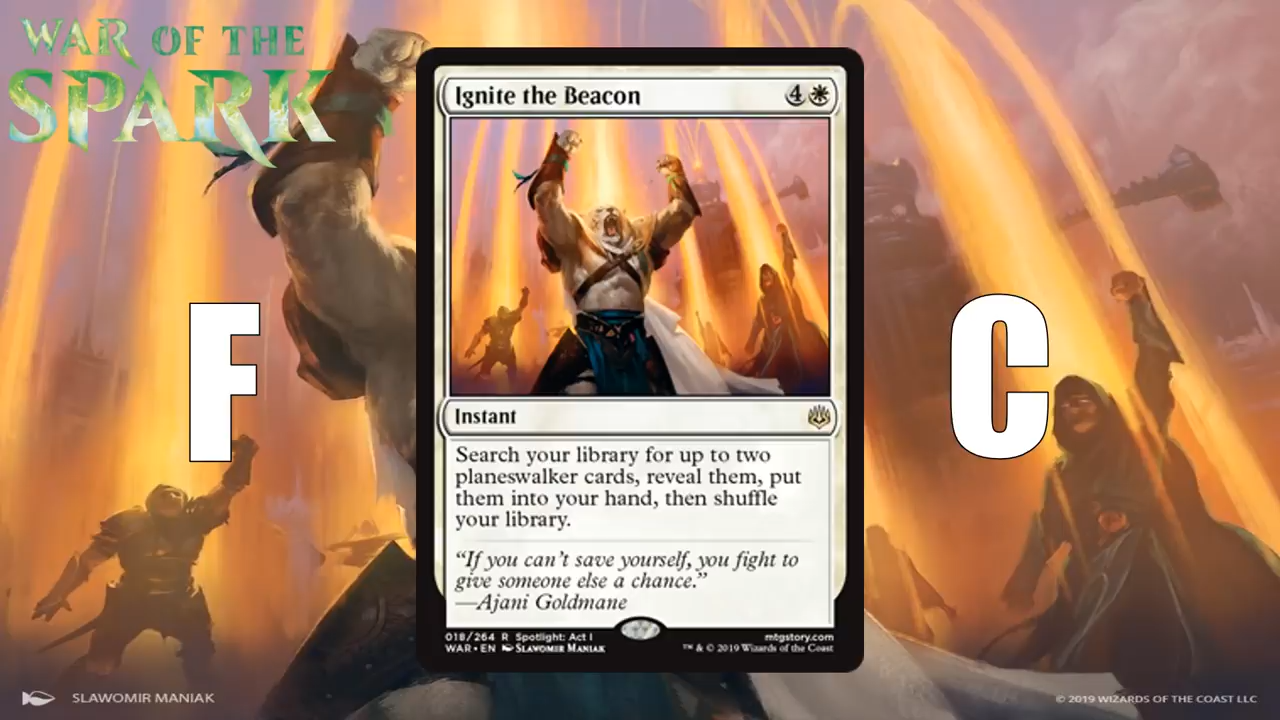 WAR OF THE
SPARK
F
C
Ignite the Beacon 4
Instant
Search your library for up to two
planeswalker cards, reveal them, put
them into your hand, then shuffle
your library.
“If you can’t save yourself, you fight to
give someone else a chance.”
—Ajani Goldmane
018/264 R Spotlight: Act I mtgstory.com
WAR • EN SLAWOMIR MANIAK ™ & © 2019 Wizards of the Coast
SLAWOMIR MANIAK © 2019 WIZARDS OF THE COAST LLC